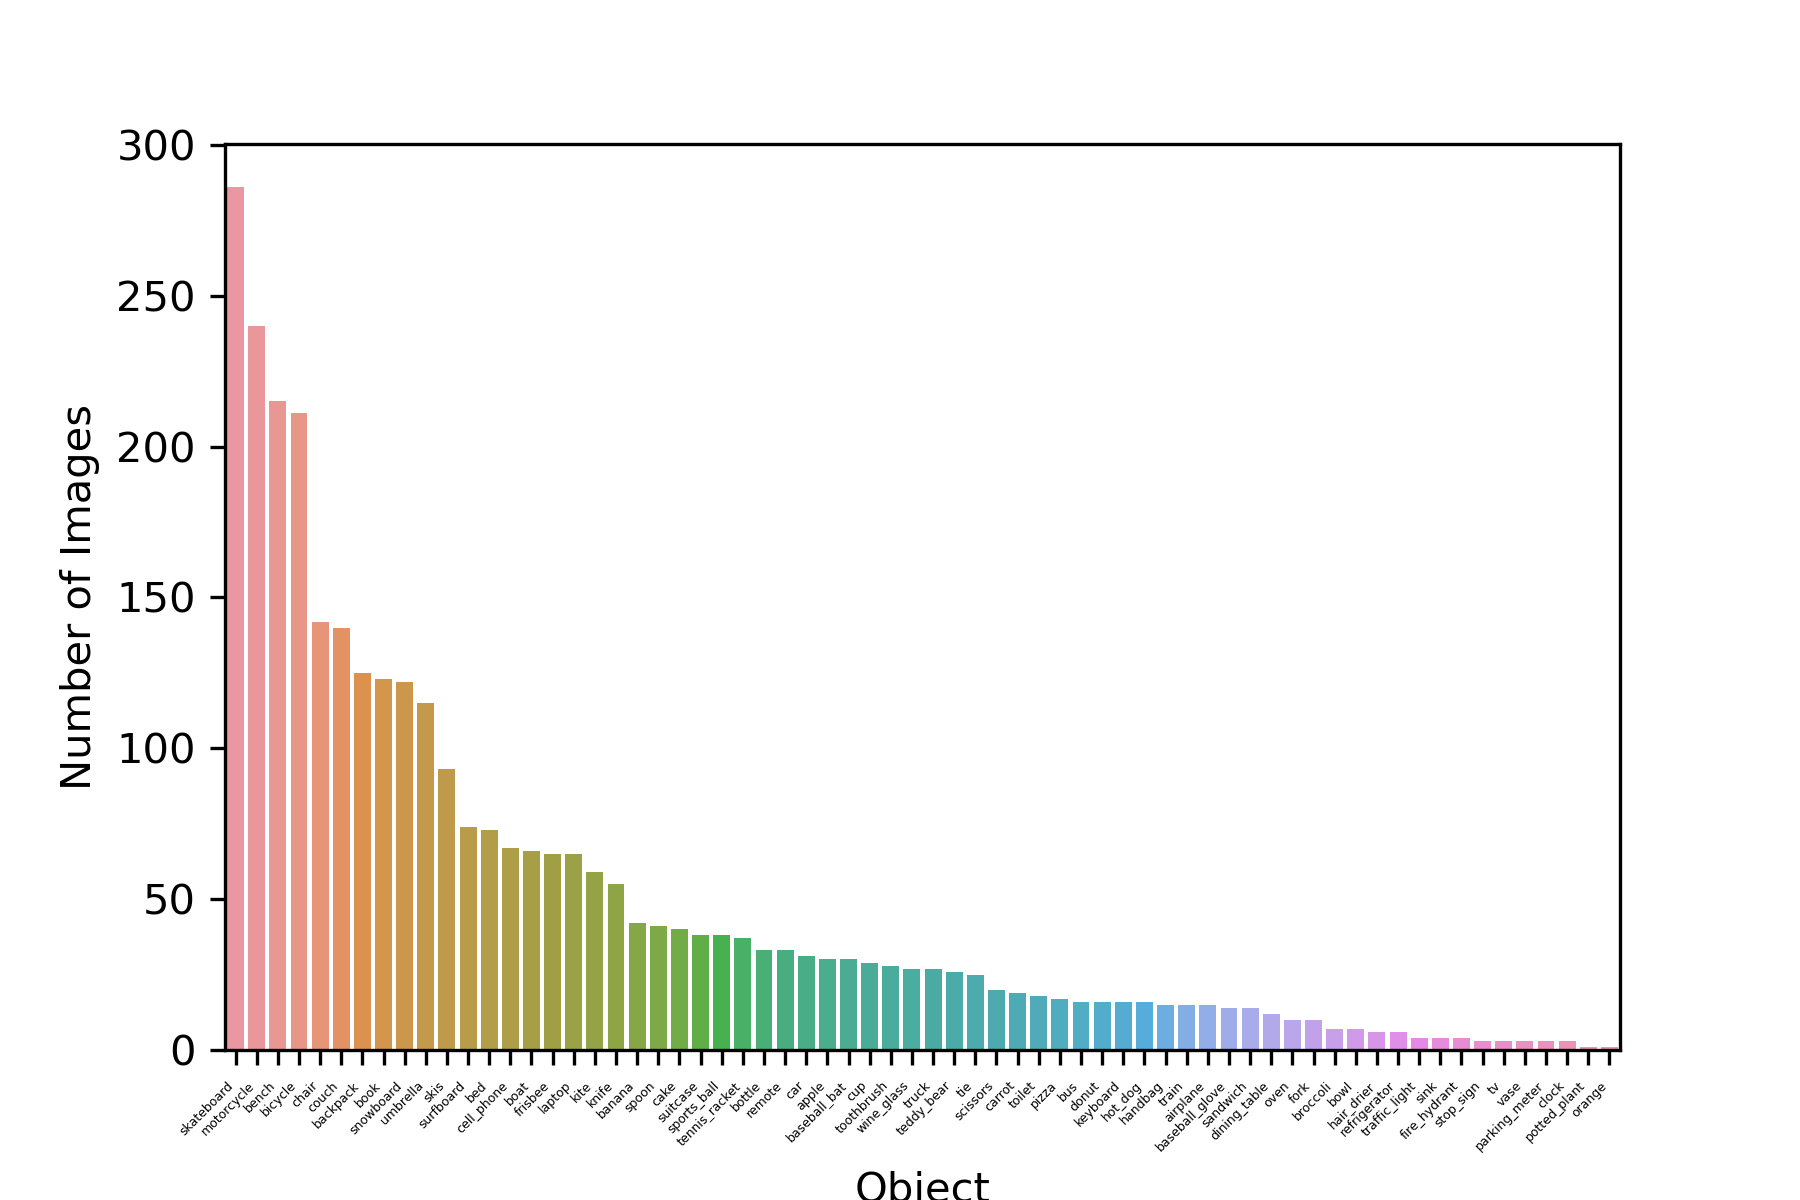 300
250
200
150
100
50
0
Number of Images
skateboard
motorcycle
bench
bicycle
chair
couch
backpack
book
snowboard
umbrella
skis
surfboard
bed
cell_phone
boat
frisbee
laptop
kite
knife
banana
spoon
cake
suitcase
sports_ball
tennis_racket
bottle
remote
car
apple
baseball_bat
cup
toothbrush
wine_glass
truck
teddy_bear
tie
scissors
carrot
toilet
pizza
bus
donut
keyboard
hot_dog
handbag
train
airplane
baseball_glove
sandwich
dining_table
oven
fork
broccoli
bowl
hair_drier
refrigerator
traffic_light
sink
fire_hydrant
stop_sign
tv
vase
parking_meter
clock
potted_plant
orange
Object